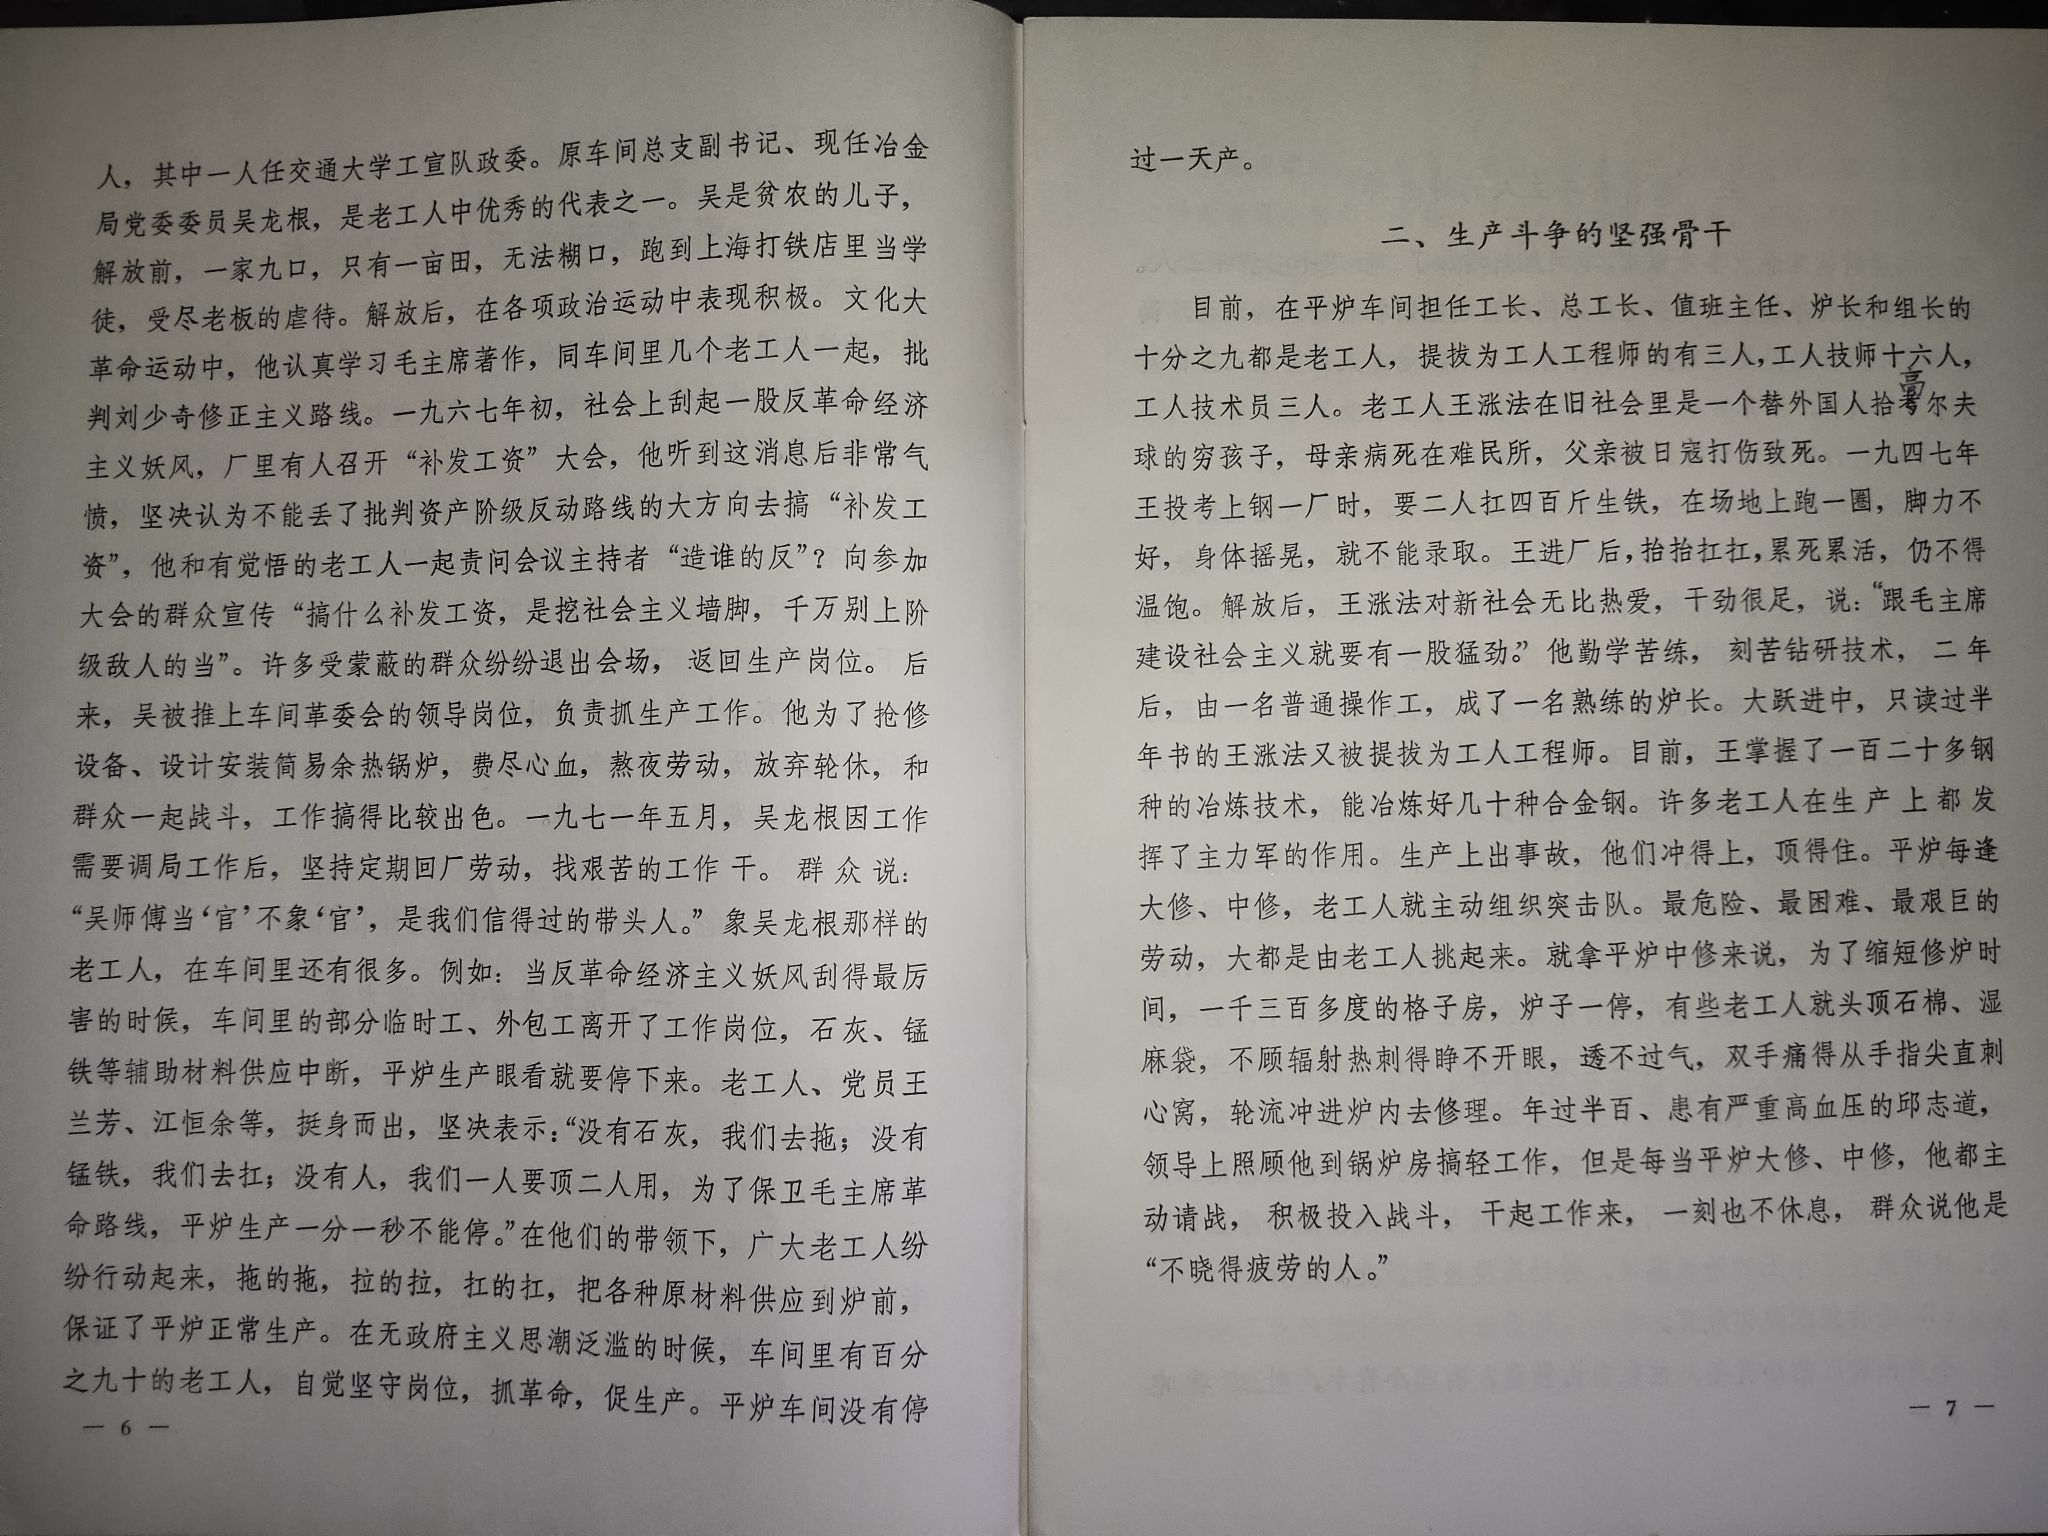 人，其中一人任交通大学工宣队政委。原车间总支副书记、现任冶金
局党委委员吴龙根，是老工人中优秀的代表之一。吴是贫农的儿子，
解放前，一家九口，只有一亩田，无法糊口，跑到上海打铁店里当学
徒，受尽老板的虐待。解放后，在各项政治运动中表现积极。文化大
革命运动中，他认真学习毛主席著作，同车间里几个老工人一起，批
判刘少奇修正主义路线。一九六七年初，社会上刮起一股反革命经济
主义妖风，厂里有人召开“补发工资”大会，他听到这消息后非常气
愤，坚决认为不能丢了批判资产阶级反动路线的大方向去搞“补发工
资”，他和有觉悟的老工人一起责问会议主持者“造谁的反”？向参加
大会的群众宣传“搞什么补发工资，是挖社会主义墙脚，千万别上阶
级敌人的当”。许多受蒙蔽的群众纷纷退出会场，返回生产岗位。后
来，吴被推上车间革委会的领导岗位，负责抓生产工作。他为了抢修
设备、设计安装简易余热锅炉，费尽心血，熬夜劳动，放弃轮休，和
群众一起战斗，工作搞得比较出色。一九七一年五月，吴龙根因工作
需要调局工作后，坚持定期回厂劳动，找艰苦的工作干。群众说：
“吴师傅当‘官’不象‘官’，是我们信得过的带头人。”象吴龙根那样的
老工人，在车间里还有很多。例如：当反革命经济主义妖风刮得最厉
害的时候，车间里的部分临时工、外包工离开了工作岗位，石灰、锰
铁等辅助材料供应中断，平炉生产眼看就要停下来。老工人、党员王
兰芳、江恒余等，挺身而出，坚决表示：“没有石灰，我们去拖；没有
锰铁，我们去扛；没有人，我们一人要顶二人用，为了保卫毛主席革
命路线，平炉生产一分一秒不能停。”在他们的带领下，广大老工人纷
纷行动起来，拖的拖，拉的拉，扛的扛，把各种原材料供应到炉前，
保证了平炉正常生产。在无政府主义思潮泛滥的时候，车间里有百分
之九十的老工人，自觉坚守岗位，抓革命，促生产。平炉车间没有停
— 6 —
过一天产。
二、生产斗争的坚强骨干
目前，在平炉车间担任工长、总工长、值班主任、炉长和组长的
十分之九都是老工人，提拔为工人工程师的有三人，工人技师十六人，
高
工人技术员三人。老工人王涨法在旧社会里是一个替外国人拾考尔夫
球的穷孩子，母亲病死在难民所，父亲被日寇打伤致死。一九四七年
王投考上钢一厂时，要二人扛四百斤生铁，在场地上跑一圈，脚力不
好，身体摇晃，就不能录取。王进厂后，抬抬扛扛，累死累活，仍不得
温饱。解放后，王涨法对新社会无比热爱，干劲很足，说：“跟毛主席
建设社会主义就要有一股猛劲。”他勤学苦练，刻苦钻研技术，二年
后，由一名普通操作工，成了一名熟练的炉长。大跃进中，只读过半
年书的王涨法又被提拔为工人工程师。目前，王掌握了一百二十多钢
种的冶炼技术，能冶炼好几十种合金钢。许多老工人在生产上都发
挥了主力军的作用。生产上出事故，他们冲得上，顶得住。平炉每逢
大修、中修，老工人就主动组织突击队。最危险、最困难、最艰巨的
劳动，大都是由老工人挑起来。就拿平炉中修来说，为了缩短修炉时
间，一千三百多度的格子房，炉子一停，有些老工人就头顶石棉、湿
麻袋，不顾辐射热刺得睁不开眼，透不过气，双手痛得从手指尖直刺
心窝，轮流冲进炉内去修理。年过半百、患有严重高血压的邱志道，
领导上照顾他到锅炉房搞轻工作，但是每当平炉大修、中修，他都主
动请战，积极投入战斗，干起工作来，一刻也不休息，群众说他是
“不晓得疲劳的人。”
— 7 —